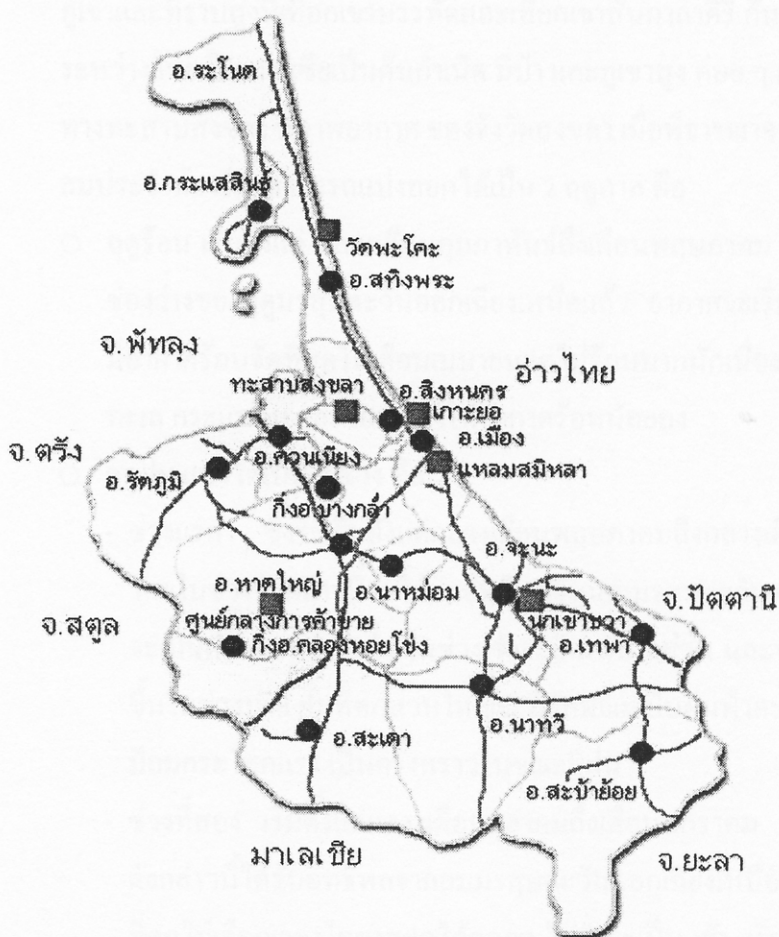 อ.ระโนด
อ.กระแสสินธุ์
วัดพะโคะ
อ.สทิงพระ
จ.พัทลุง
อ่าวไทย
ทะสาบสงขลา
อ.สิงหนคร
เกาะยอ
อ.เมือง
จ.ตรัง
อ.ควนเนียง
แหลมสมิหลา
อ.รัตภูมิ
กิ่งอ.บางกล่ำ
อ.จะนะ
อ.หาดใหญ่
อ.นาหม่อม
จ.ปัตตานี
จ.สตูล
ศูนย์กลางการค้าขาย
นกเขาชวา
กิ่งอ.คลองหอยโข่ง
อ.เทพา
อ.สะเดา
อ.นาทวี
อ.สะบ้าย้อย
มาเลเซีย
จ.ยะลา